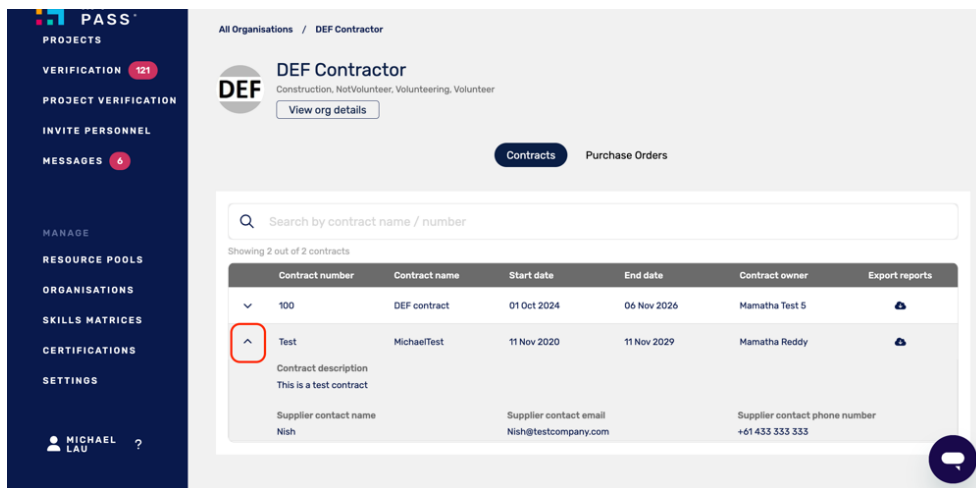 PASS
PROJECTS
VERIFICATION 121
PROJECT VERIFICATION
INVITE PERSONNEL
MESSAGES 6
MANAGE
RESOURCE POOLS
ORGANISATIONS
SKILLS MATRICES
CERTIFICATIONS
SETTINGS
MICHAEL
LAU
?
All Organisations / DEF Contractor
DEF
DEF Contractor
Construction, NotVolunteer, Volunteering, Volunteer
View org details
Contracts Purchase Orders
Search by contract name / number
Showing 2 out of 2 contracts
Contract number Contract name Start date End date Contract owner Export reports
100 DEF contract 01 Oct 2024 06 Nov 2026 Mamatha Test 5
Test MichaelTest 11 Nov 2020 11 Nov 2029 Mamatha Reddy
Contract description
This is a test contract
Supplier contact name Supplier contact email Supplier contact phone number
Nish Nish@testcompany.com +61 433 333 333